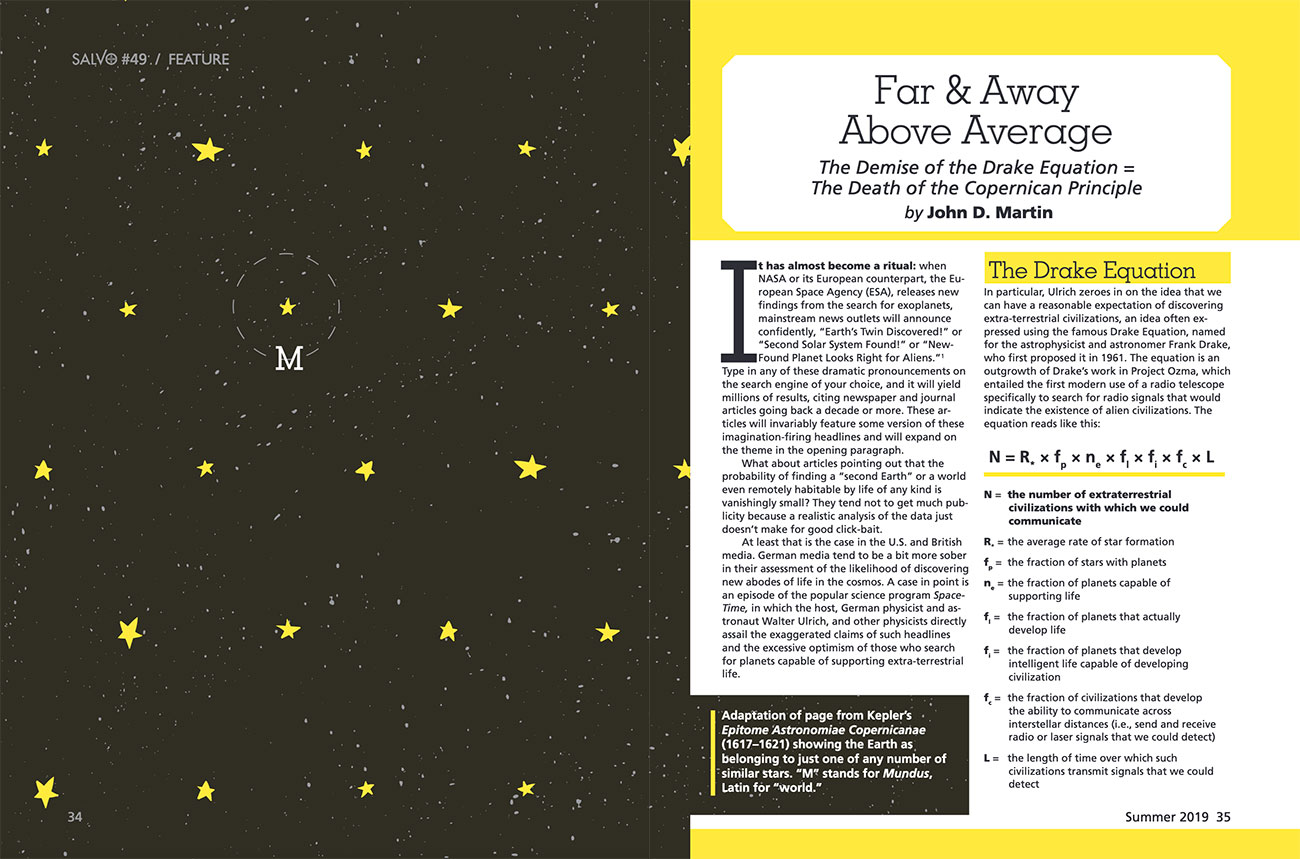 SALVO #49 / FEATURE
M
34
Far & Away
Above Average
The Demise of the Drake Equation =
The Death of the Copernican Principle
by John D. Martin
It has almost become a ritual: when
NASA or its European counterpart, the Eu-
ropean Space Agency (ESA), releases new
findings from the search for exoplanets,
mainstream news outlets will announce
confidently, “Earth’s Twin Discovered!” or
“Second Solar System Found!” or “New-
Found Planet Looks Right for Aliens.”1
Type in any of these dramatic pronouncements on
the search engine of your choice, and it will yield
millions of results, citing newspaper and journal
articles going back a decade or more. These ar-
ticles will invariably feature some version of these
imagination-firing headlines and will expand on
the theme in the opening paragraph.
What about articles pointing out that the
probability of finding a “second Earth” or a world
even remotely habitable by life of any kind is
vanishingly small? They tend not to get much pub-
licity because a realistic analysis of the data just
doesn’t make for good click-bait.
At least that is the case in the U.S. and British
media. German media tend to be a bit more sober
in their assessment of the likelihood of discovering
new abodes of life in the cosmos. A case in point is
an episode of the popular science program Space-
Time, in which the host, German physicist and as-
tronaut Walter Ulrich, and other physicists directly
assail the exaggerated claims of such headlines
and the excessive optimism of those who search
for planets capable of supporting extra-terrestrial
life.
Adaptation of page from Kepler’s
Epitome Astronomiae Copernicanae
(1617–1621) showing the Earth as
belonging to just one of any number of
similar stars. “M” stands for Mundus,
Latin for “world.”
The Drake Equation
In particular, Ulrich zeroes in on the idea that we
can have a reasonable expectation of discovering
extra-terrestrial civilizations, an idea often ex-
pressed using the famous Drake Equation, named
for the astrophysicist and astronomer Frank Drake,
who first proposed it in 1961. The equation is an
outgrowth of Drake’s work in Project Ozma, which
entailed the first modern use of a radio telescope
specifically to search for radio signals that would
indicate the existence of alien civilizations. The
equation reads like this:
N = R* × fp × ne × fl × fi × fc × L
N = the number of extraterrestrial
civilizations with which we could
communicate
R* = the average rate of star formation
fp = the fraction of stars with planets
ne = the fraction of planets capable of
supporting life
fl = the fraction of planets that actually
develop life
fi = the fraction of planets that develop
intelligent life capable of developing
civilization
fc = the fraction of civilizations that develop
the ability to communicate across
interstellar distances (i.e., send and receive
radio or laser signals that we could detect)
L = the length of time over which such
civilizations transmit signals that we could
detect
Summer 2019 35